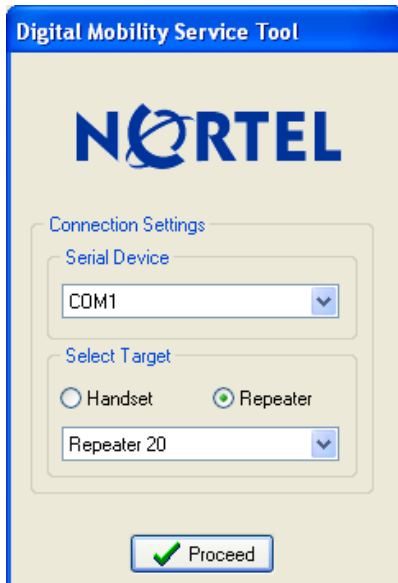 Digital Mobility Service Tool
NORTEL
Connection Settings
Serial Device
COM1
Select Target
Handset Repeater
Repeater 20
Proceed